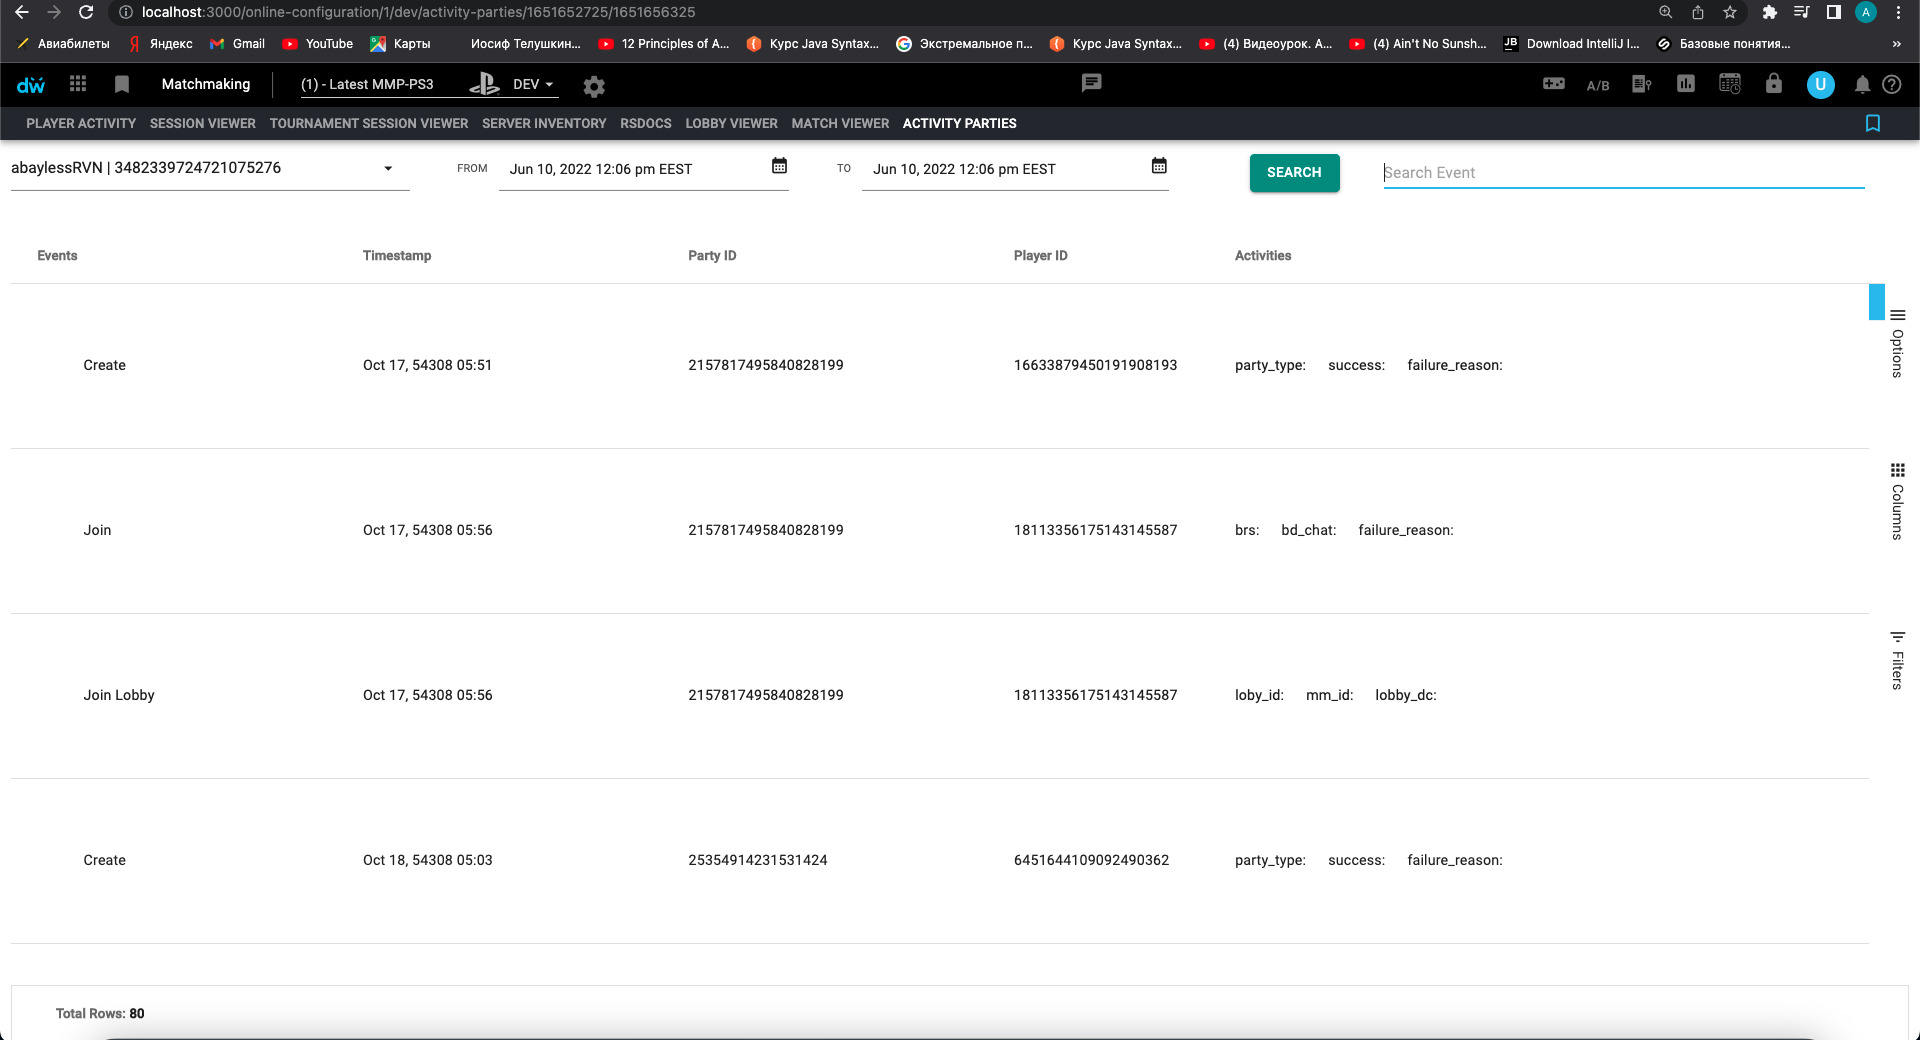 localhost:3000/online-configuration/1/dev/activity-parties/1651652725/1651656325
A
Авиабилеты Яндекс Gmail YouTube Карты Иосиф Телушкин... 12 Principles of A... Курс Java Syntax... Экстремальное п... Курс Java Syntax... (4) Видеоурок. A... (4) Ain't No Sunsh... JB Download IntelliJ I... Базовые понятия... »
dw Matchmaking (1) - Latest MMP-PS3 DEV A/B U
PLAYER ACTIVITY SESSION VIEWER TOURNAMENT SESSION VIEWER SERVER INVENTORY RSDOCS LOBBY VIEWER MATCH VIEWER ACTIVITY PARTIES
abaylessRVN | 3482339724721075276 FROM Jun 10, 2022 12:06 pm EEST TO Jun 10, 2022 12:06 pm EEST SEARCH Search Event
Events Timestamp Party ID Player ID Activities
Create Oct 17, 54308 05:51 2157817495840828199 16633879450191908193 party_type: success: failure_reason:
Options
Join Oct 17, 54308 05:56 2157817495840828199 18113356175143145587 brs: bd_chat: failure_reason:
Columns
Join Lobby Oct 17, 54308 05:56 2157817495840828199 18113356175143145587 loby_id: mm_id: lobby_dc:
Filters
Create Oct 18, 54308 05:03 25354914231531424 6451644109092490362 party_type: success: failure_reason:
Total Rows: 80